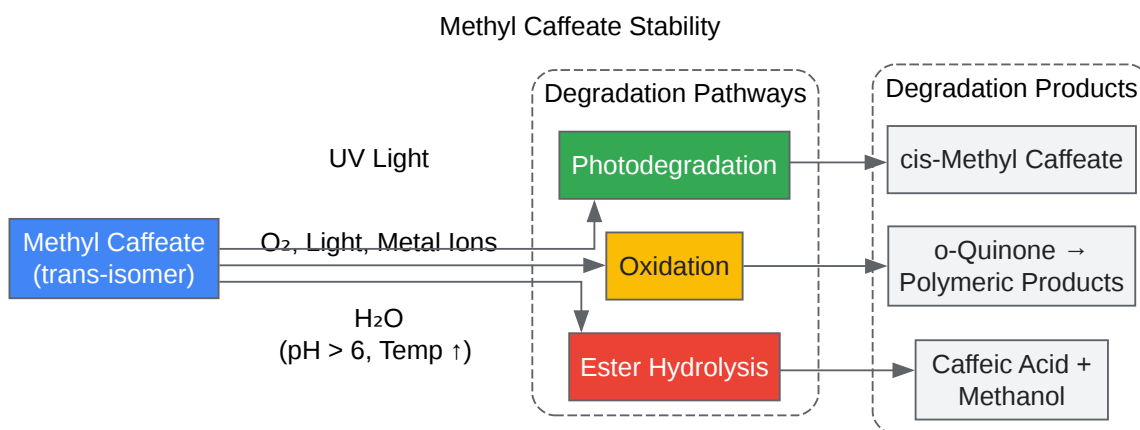 Methyl Caffeate Stability
Degradation Pathways
Degradation Products
UV Light
Photodegradation
cis-Methyl Caffeate
Methyl Caffeate
(trans-isomer)
O₂, Light, Metal Ions
Oxidation
o-Quinone →
Polymeric Products
H₂O
(pH > 6, Temp ↑)
Ester Hydrolysis
Caffeic Acid +
Methanol